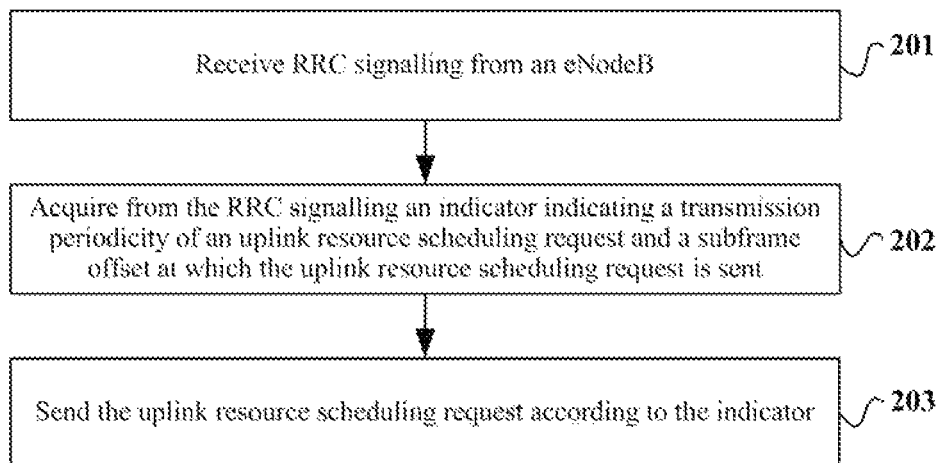 Receive RRC signalling from an eNodeB
201
Acquire from the RRC signalling an indicator indicating a transmission
periodicity of an uplink resource scheduling request and a subframe
offset at which the uplink resource scheduling request is sent
202
Send the uplink resource scheduling request according to the indicator
203